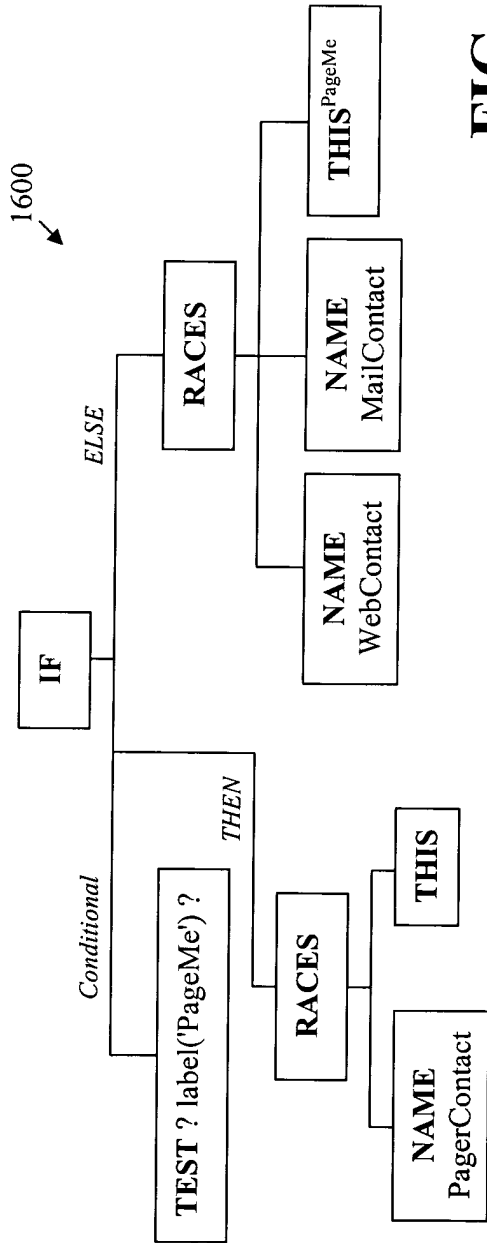 1600
IF
Conditional
ELSE
TEST ? label('PageMe') ?
THEN
RACES
RACES
NAME
PagerContact
THIS
NAME
WebContact
NAME
MailContact
THIS^PageMe